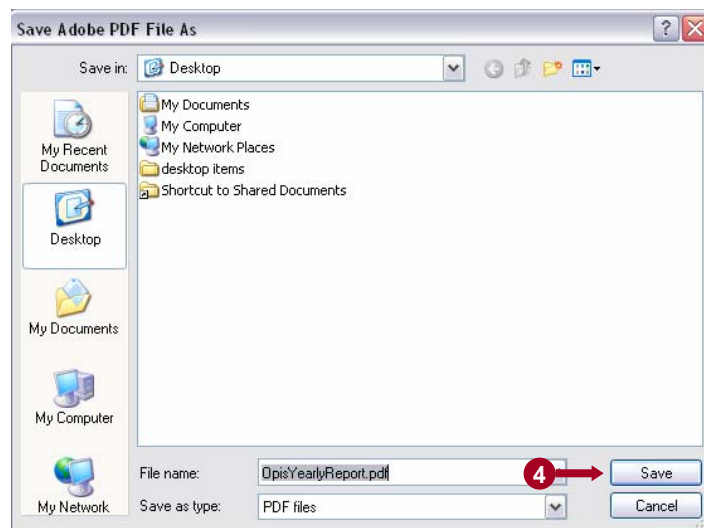 Save Adobe PDF File As
Save in: Desktop
My Recent
Documents
Desktop
My Documents
My Computer
My Network
My Documents
My Computer
My Network Places
desktop items
Shortcut to Shared Documents
File name: OpisYearlyReport.pdf 4 Save
Save as type: PDF files Cancel